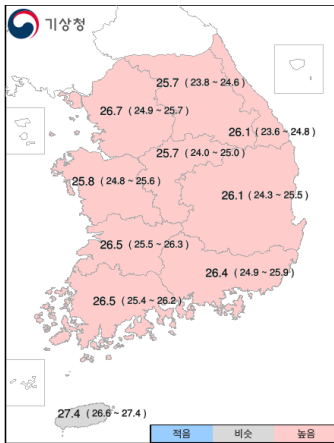 기상청
25.7 ( 23.8 ~ 24.6 )
26.7 ( 24.9 ~ 25.7 )
26.1 ( 23.6 ~ 24.8 )
25.7 ( 24.0 ~ 25.0 )
25.8 ( 24.8 ~ 25.6 )
26.1 ( 24.3 ~ 25.5 )
26.5 ( 25.5 ~ 26.3 )
26.4 ( 24.9 ~ 25.9 )
26.5 ( 25.4 ~ 26.2 )
27.4 ( 26.6 ~ 27.4 )
적음 비슷 높음